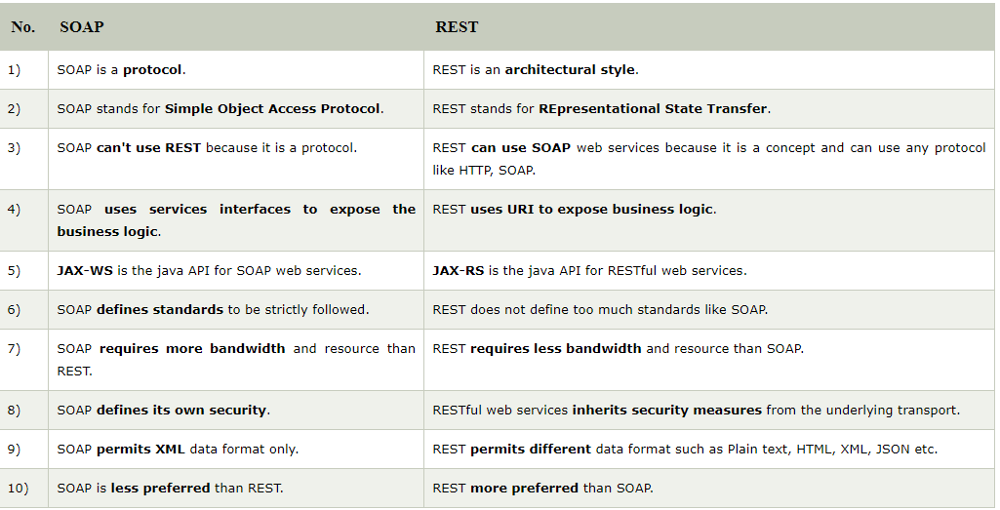 No. SOAP REST
1) SOAP is a protocol. REST is an architectural style.
2) SOAP stands for Simple Object Access Protocol. REST stands for REpresentational State Transfer.
3) SOAP can't use REST because it is a protocol. REST can use SOAP web services because it is a concept and can use any protocol
like HTTP, SOAP.
4) SOAP uses services interfaces to expose the
business logic. REST uses URI to expose business logic.
5) JAX-WS is the java API for SOAP web services. JAX-RS is the java API for RESTful web services.
6) SOAP defines standards to be strictly followed. REST does not define too much standards like SOAP.
7) SOAP requires more bandwidth and resource than
REST. REST requires less bandwidth and resource than SOAP.
8) SOAP defines its own security. RESTful web services inherits security measures from the underlying transport.
9) SOAP permits XML data format only. REST permits different data format such as Plain text, HTML, XML, JSON etc.
10) SOAP is less preferred than REST. REST more preferred than SOAP.